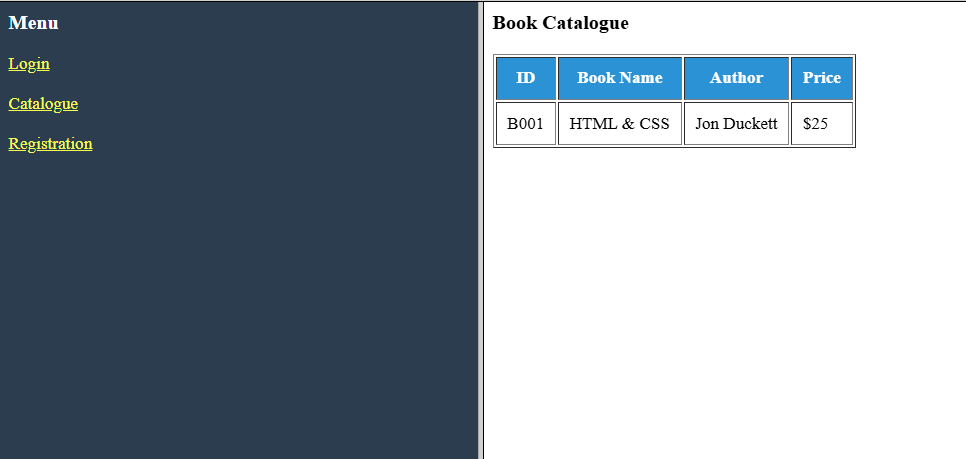 Menu
Login
Catalogue
Registration
Book Catalogue
ID Book Name Author Price
B001 HTML & CSS Jon Duckett $25